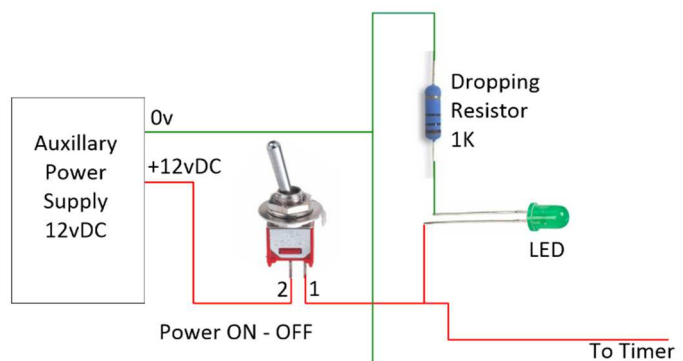 Auxillary
Power
Supply
12vDC
0v
+12vDC
2 1
Power ON - OFF
Dropping
Resistor
1K
LED
To Timer